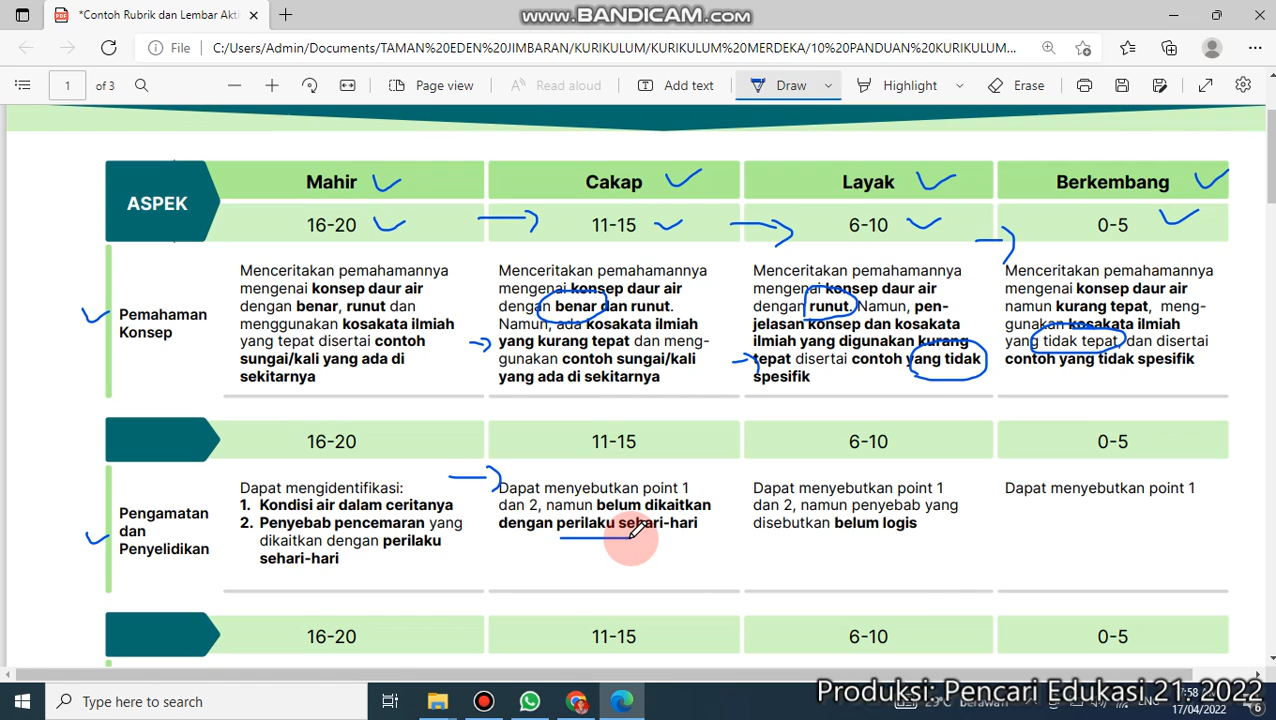 *Contoh Rubrik dan Lembar Akti
www.BANDICAM.com
File
C:/Users/Admin/Documents/TAMAN%20EDEN%20JIMBARAN/KURIKULUM/KURIKULUM%20MERDEKA/10%20PANDUAN%20KURIKULUM...
1 of 3
Page view
Read aloud
Add text
Draw
Highlight
Erase
ASPEK
Mahir
Cakap
Layak
Berkembang
16-20
11-15
6-10
0-5
Pemahaman
Konsep
Menceritakan pemahamannya
mengenai konsep daur air
dengan benar, runut dan
menggunakan kosakata ilmiah
yang tepat disertai contoh
sungai/kali yang ada di
sekitarnya
Menceritakan pemahamannya
mengenai konsep daur air
dengan benar dan runut.
Namun, ada kosakata ilmiah
yang kurang tepat dan meng-
gunakan contoh sungai/kali
yang ada di sekitarnya
Menceritakan pemahamannya
mengenai konsep daur air
dengan runut. Namun, pen-
jelasan konsep dan kosakata
ilmiah yang digunakan kurang
tepat disertai contoh yang tidak
spesifik
Menceritakan pemahamannya
mengenai konsep daur air
namun kurang tepat, meng-
gunakan kosakata ilmiah
yang tidak tepat, dan disertai
contoh yang tidak spesifik
16-20
11-15
6-10
0-5
Pengamatan
dan
Penyelidikan
Dapat mengidentifikasi:
1. Kondisi air dalam ceritanya
2. Penyebab pencemaran yang
dikaitkan dengan perilaku
sehari-hari
Dapat menyebutkan point 1
dan 2, namun belum dikaitkan
dengan perilaku sehari-hari
Dapat menyebutkan point 1
dan 2, namun penyebab yang
disebutkan belum logis
Dapat menyebutkan point 1
16-20
11-15
6-10
0-5
Type here to search
29°C Berawan
ENG
17/04/2022
6
Produksi: Pencari Edukasi 21, 2022